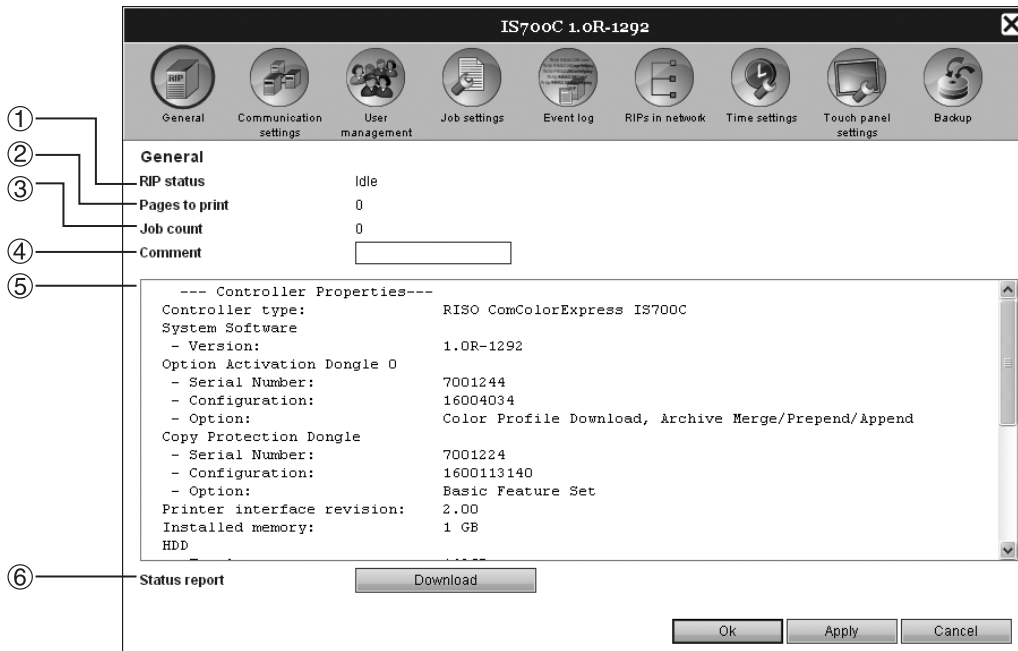 IS700C 1.0R-1292
RIP
General
Communication settings
User management
Job settings
Event log
RIPs in network
Time settings
Touch panel settings
Backup
General
① RIP status Idle
② Pages to print 0
③ Job count 0
④ Comment
⑤
--- Controller Properties---
Controller type: RISO ComColorExpress IS700C
System Software
- Version: 1.0R-1292
Option Activation Dongle 0
- Serial Number: 7001244
- Configuration: 16004034
- Option: Color Profile Download, Archive Merge/Prepend/Append
Copy Protection Dongle
- Serial Number: 7001224
- Configuration: 1600113140
- Option: Basic Feature Set
Printer interface revision: 2.00
Installed memory: 1 GB
HDD
⑥ Status report Download
Ok Apply Cancel